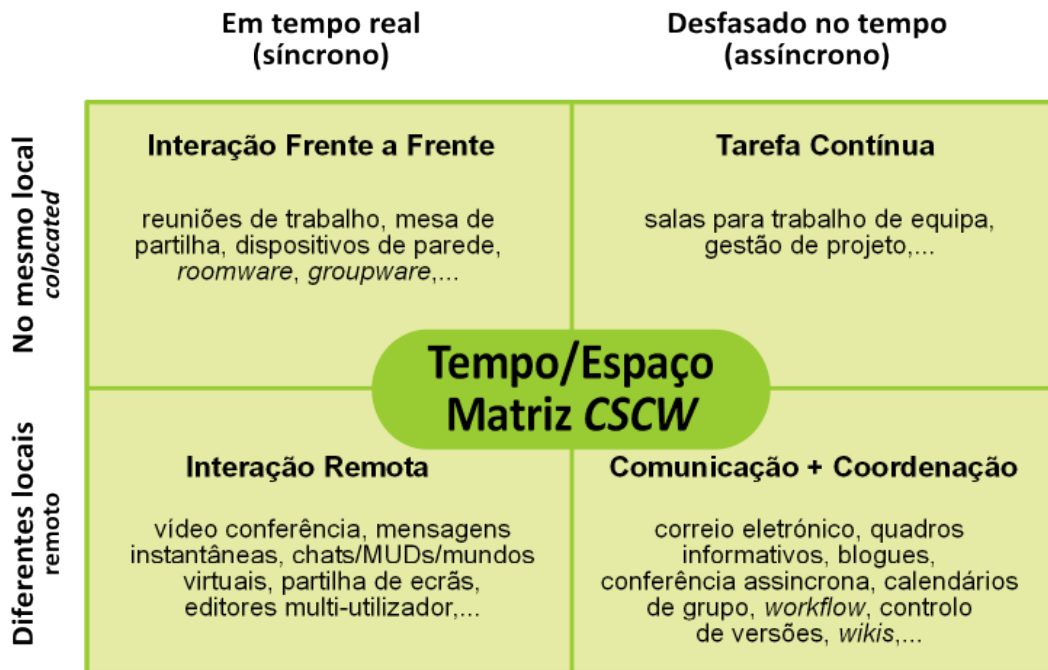 Em tempo real
(síncrono)
Desfasado no tempo
(assíncrono)
No mesmo local
colocated
Interação Frente a Frente
reuniões de trabalho, mesa de
partilha, dispositivos de parede,
roomware, groupware,...
Tarefa Contínua
salas para trabalho de equipa,
gestão de projeto,...
Tempo/Espaço
Matriz CSCW
Diferentes locais
remoto
Interação Remota
vídeo conferência, mensagens
instantâneas, chats/MUDs/mundos
virtuais, partilha de ecrãs,
editores multi-utilizador,...
Comunicação + Coordenação
correio eletrónico, quadros
informativos, blogues,
conferência assincrona, calendários
de grupo, workflow, controlo
de versões, wikis,...